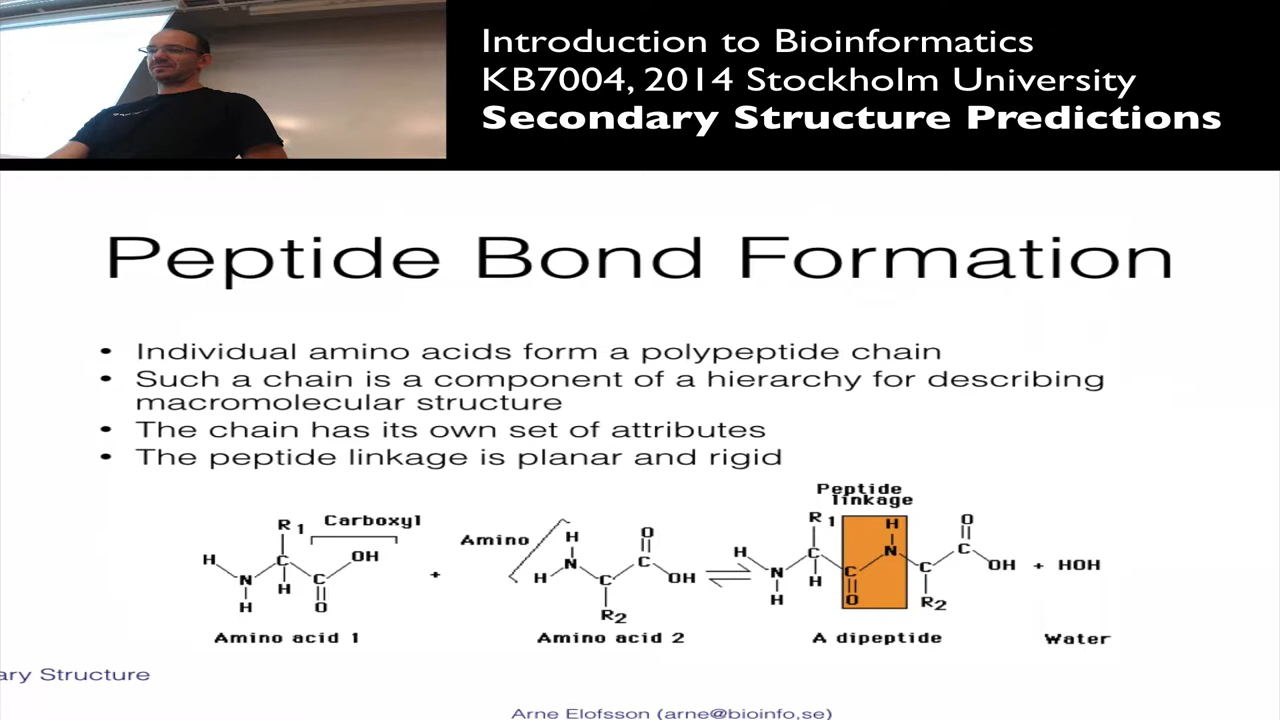 Introduction to Bioinformatics
KB7004, 2014 Stockholm University
Secondary Structure Predictions
Peptide Bond Formation
• Individual amino acids form a polypeptide chain
• Such a chain is a component of a hierarchy for describing
macromolecular structure
• The chain has its own set of attributes
• The peptide linkage is planar and rigid
Peptide
linkage
R1 Carboxyl
H N H C H C OH O
Amino acid 1
+
Amino
H H N C R2 C O OH
Amino acid 2
H N H R1 C H C O H N C R2 C O OH
A dipeptide
+ HOH
Water
ary Structure
Arne Elofsson (arne@bioinfo,se)